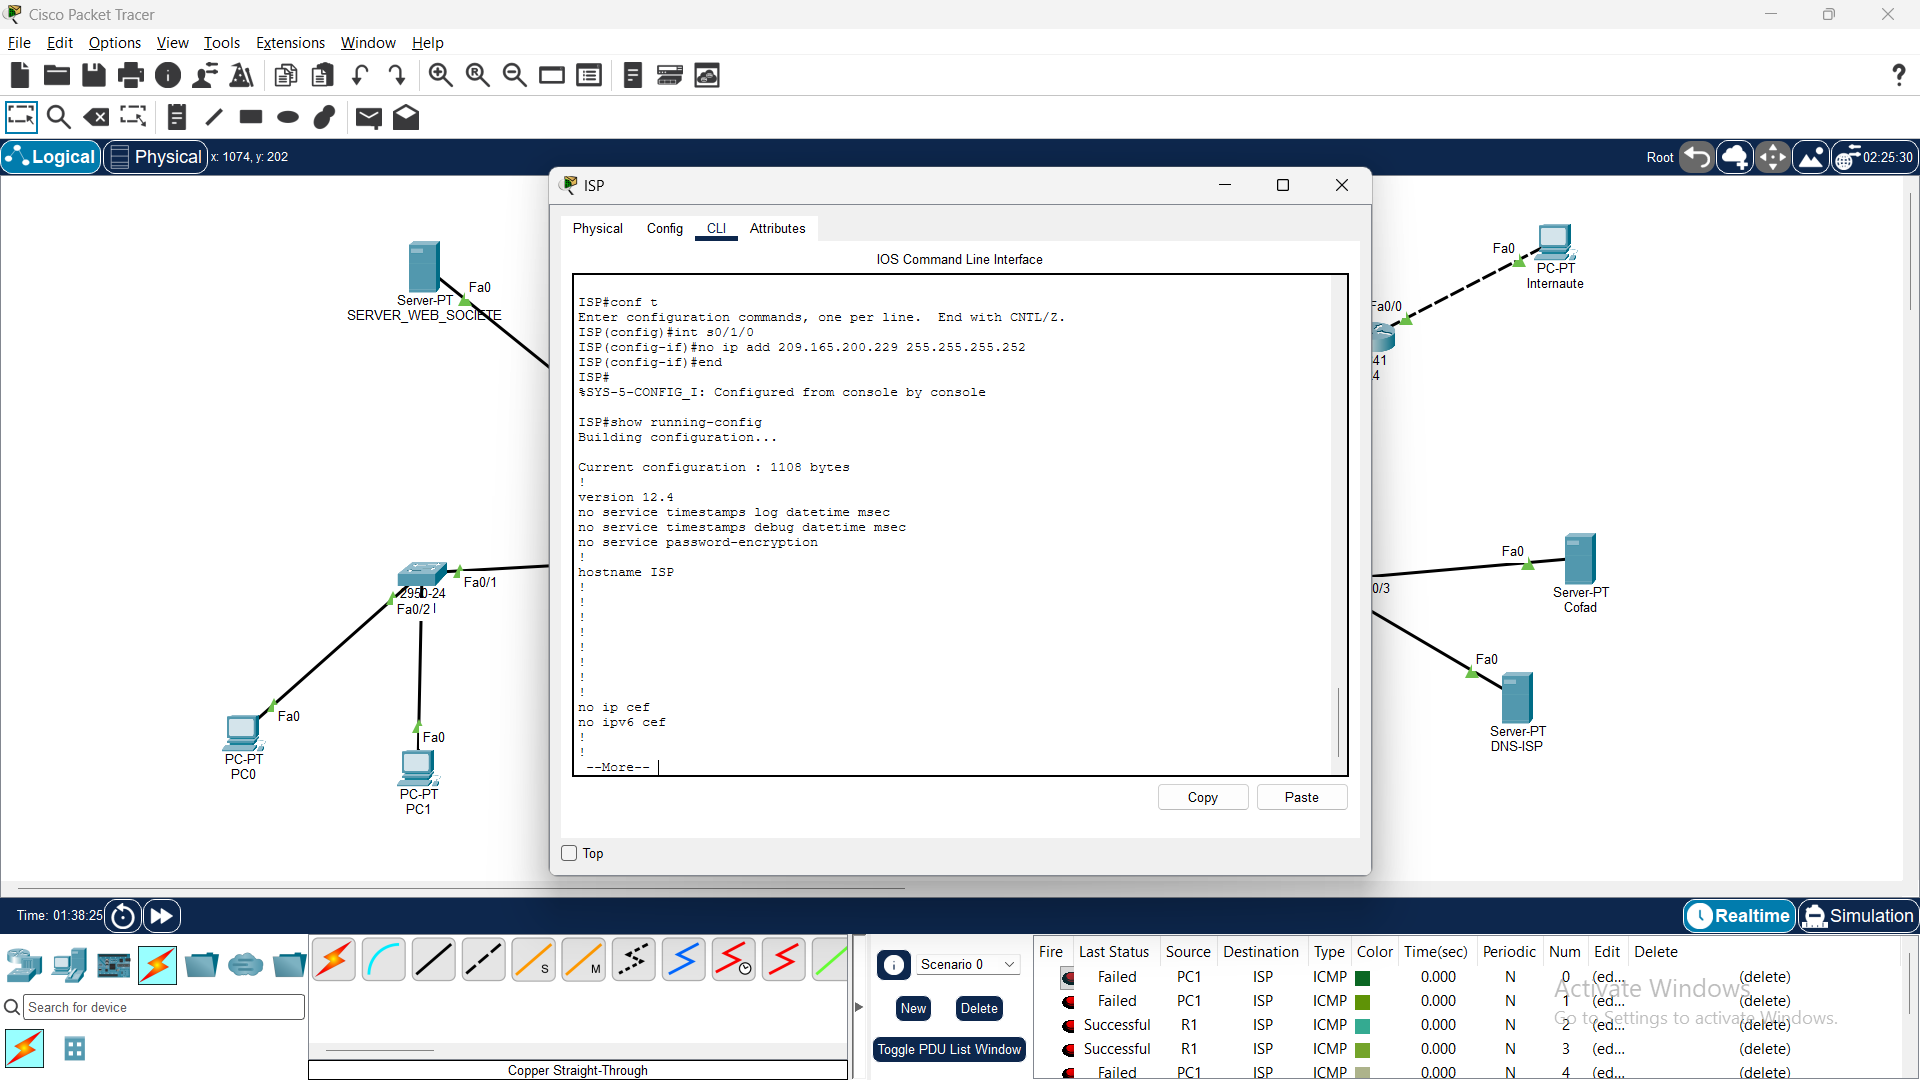 Cisco Packet Tracer
File Edit Options View Tools Extensions Window Help
Logical Physical x: 1074, y: 202
Root 02:25:30
ISP
Physical Config CLI Attributes
IOS Command Line Interface
ISP#conf t
Enter configuration commands, one per line. End with CNTL/Z.
ISP(config)#int s0/1/0
ISP(config-if)#no ip add 209.165.200.229 255.255.255.252
ISP(config-if)#end
ISP#
%SYS-5-CONFIG_I: Configured from console by console
ISP#show running-config
Building configuration...
Current configuration : 1108 bytes
!
version 12.4
no service timestamps log datetime msec
no service timestamps debug datetime msec
no service password-encryption
!
hostname ISP
!
!
!
!
!
!
!
!
no ip cef
no ipv6 cef
!
!
--More--
Copy Paste
Top
Fa0
Server-PT
SERVER_WEB_SOCIETE
2950-24
Fa0/1
Fa0/2
Fa0
PC-PT
PC0
Fa0
PC-PT
PC1
Fa0
PC-PT
Internaute
Fa0/0
41
4
Fa0
0/3
Server-PT
Cofad
Fa0
Server-PT
DNS-ISP
Time: 01:38:25
Realtime Simulation
Search for device
S
M
Copper Straight-Through
Scenario 0
New Delete
Toggle PDU List Window
Fire Last Status Source Destination Type Color Time(sec) Periodic Num Edit Delete
Failed PC1 ISP ICMP 0.000 N 0 (ed... (delete)
Failed PC1 ISP ICMP 0.000 N 1 (ed... (delete)
Successful R1 ISP ICMP 0.000 N 2 (ed... (delete)
Successful R1 ISP ICMP 0.000 N 3 (ed... (delete)
Failed PC1 ISP ICMP 0.000 N 4 (ed... (delete)
Activate Windows
Go to Settings to activate Windows.